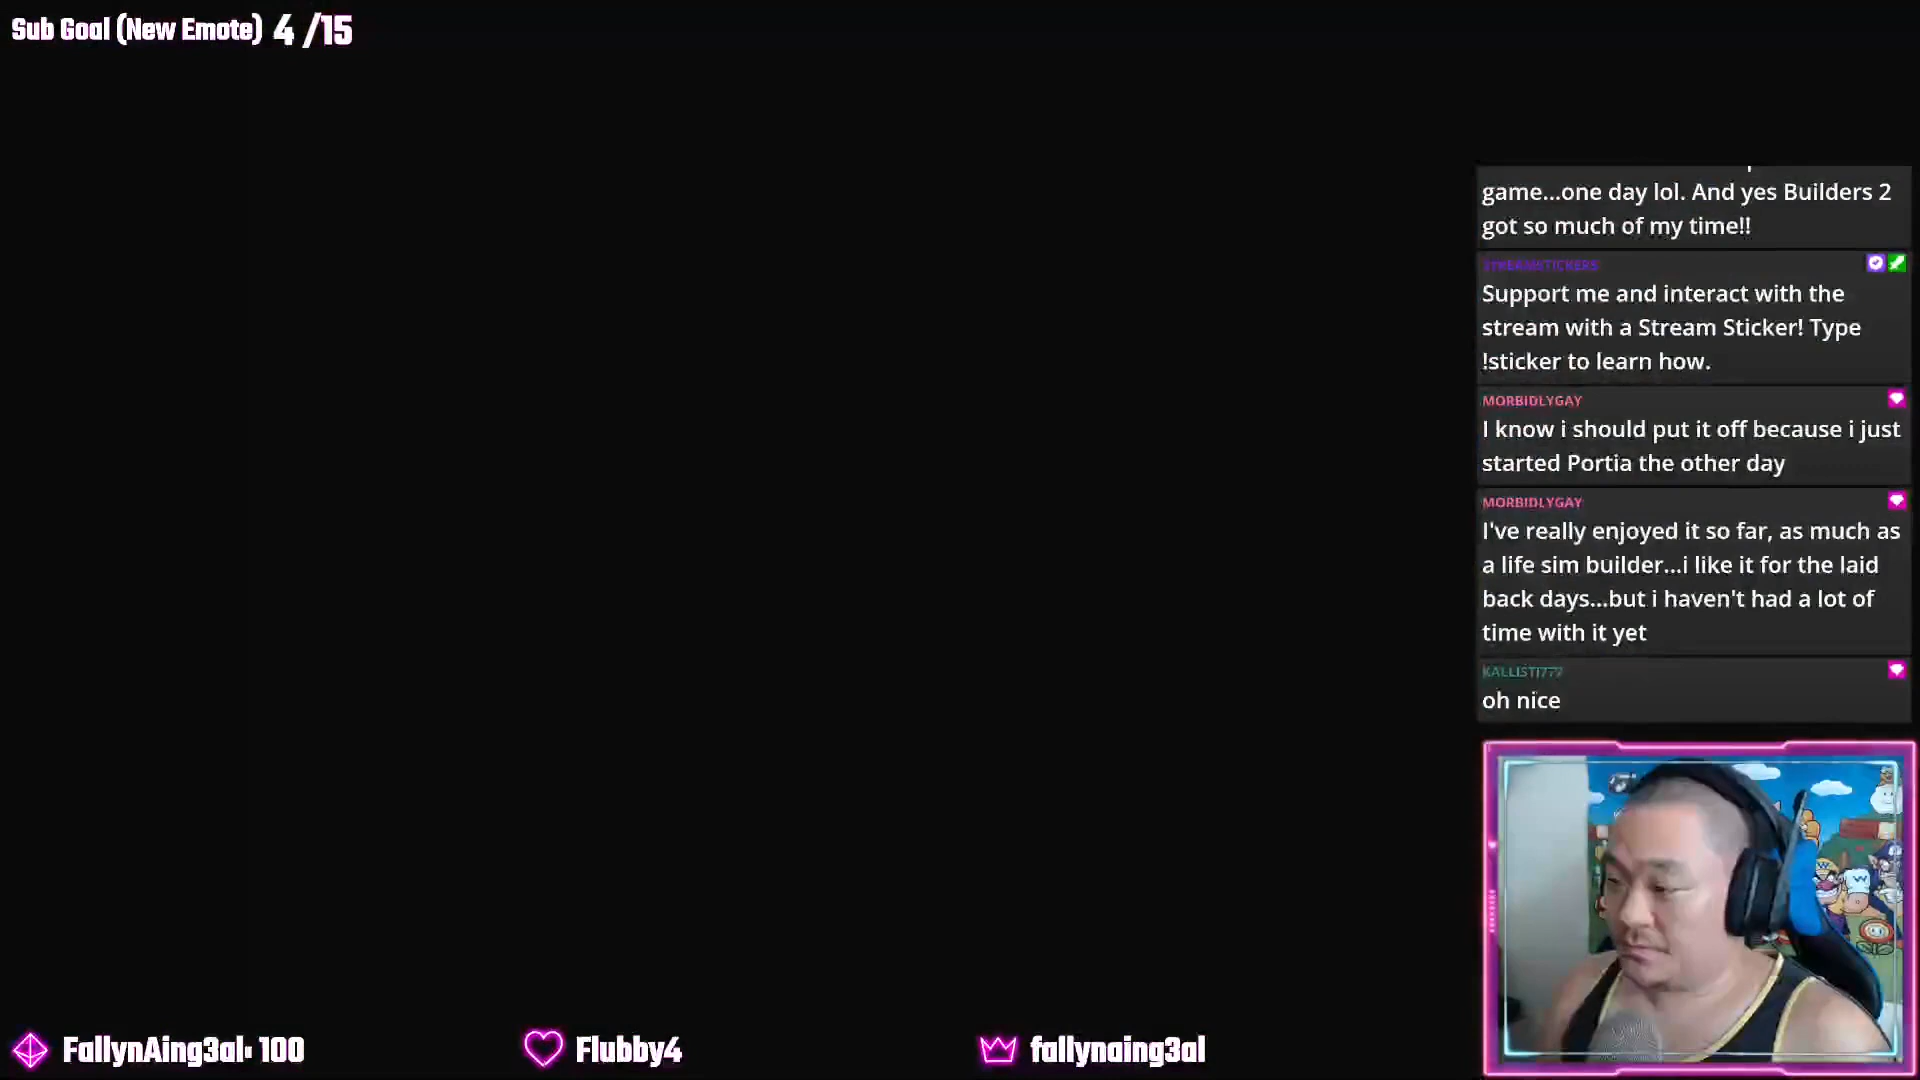 Sub Goal (New Emote) 4 /15
game...one day lol. And yes Builders 2
got so much of my time!!
STREAMSTICKERS
Support me and interact with the
stream with a Stream Sticker! Type
!sticker to learn how.
MORBIDLYGAY
I know i should put it off because i just
started Portia the other day
MORBIDLYGAY
I've really enjoyed it so far, as much as
a life sim builder...i like it for the laid
back days...but i haven't had a lot of
time with it yet
KALLISTI779
oh nice
FallynAing3al: 100
Flubby4
fallynaing3al